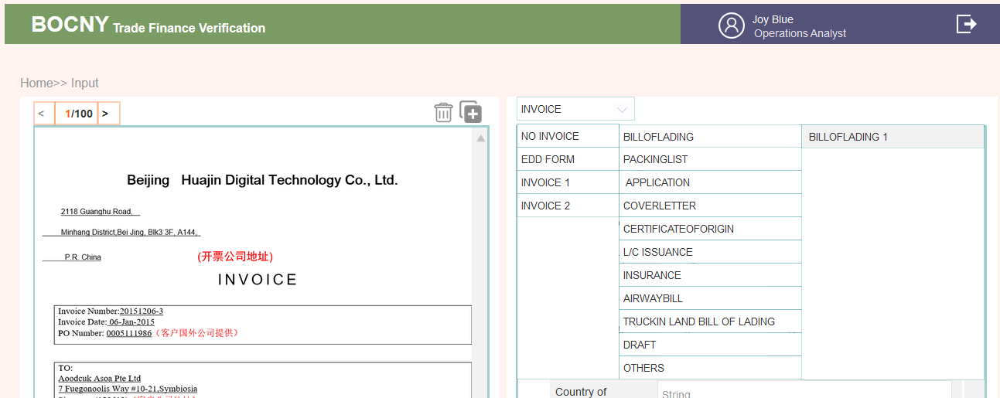 BOCNY Trade Finance Verification
Joy Blue
Operations Analyst
Home>> Input
< 1/100 >
Beijing Huajin Digital Technology Co., Ltd.
2118 Guanghu Road,
Minhang District,Bei Jing, Blk3 3F, A144,
P.R. China
(开票公司地址)
INVOICE
Invoice Number:20151206-3
Invoice Date: 06-Jan-2015
PO Number: 0005111986（客户国外公司提供）
TO:
Aoodcuk Asoa Pte Ltd
7 Fuegonoolis Way #10-21,Symbiosia
INVOICE
NO INVOICE
EDD FORM
INVOICE 1
INVOICE 2
BILLOFLADING
PACKINGLIST
APPLICATION
COVERLETTER
CERTIFICATEOFORIGIN
L/C ISSUANCE
INSURANCE
AIRWAYBILL
TRUCKIN LAND BILL OF LADING
DRAFT
OTHERS
BILLOFLADING 1
Country of
String